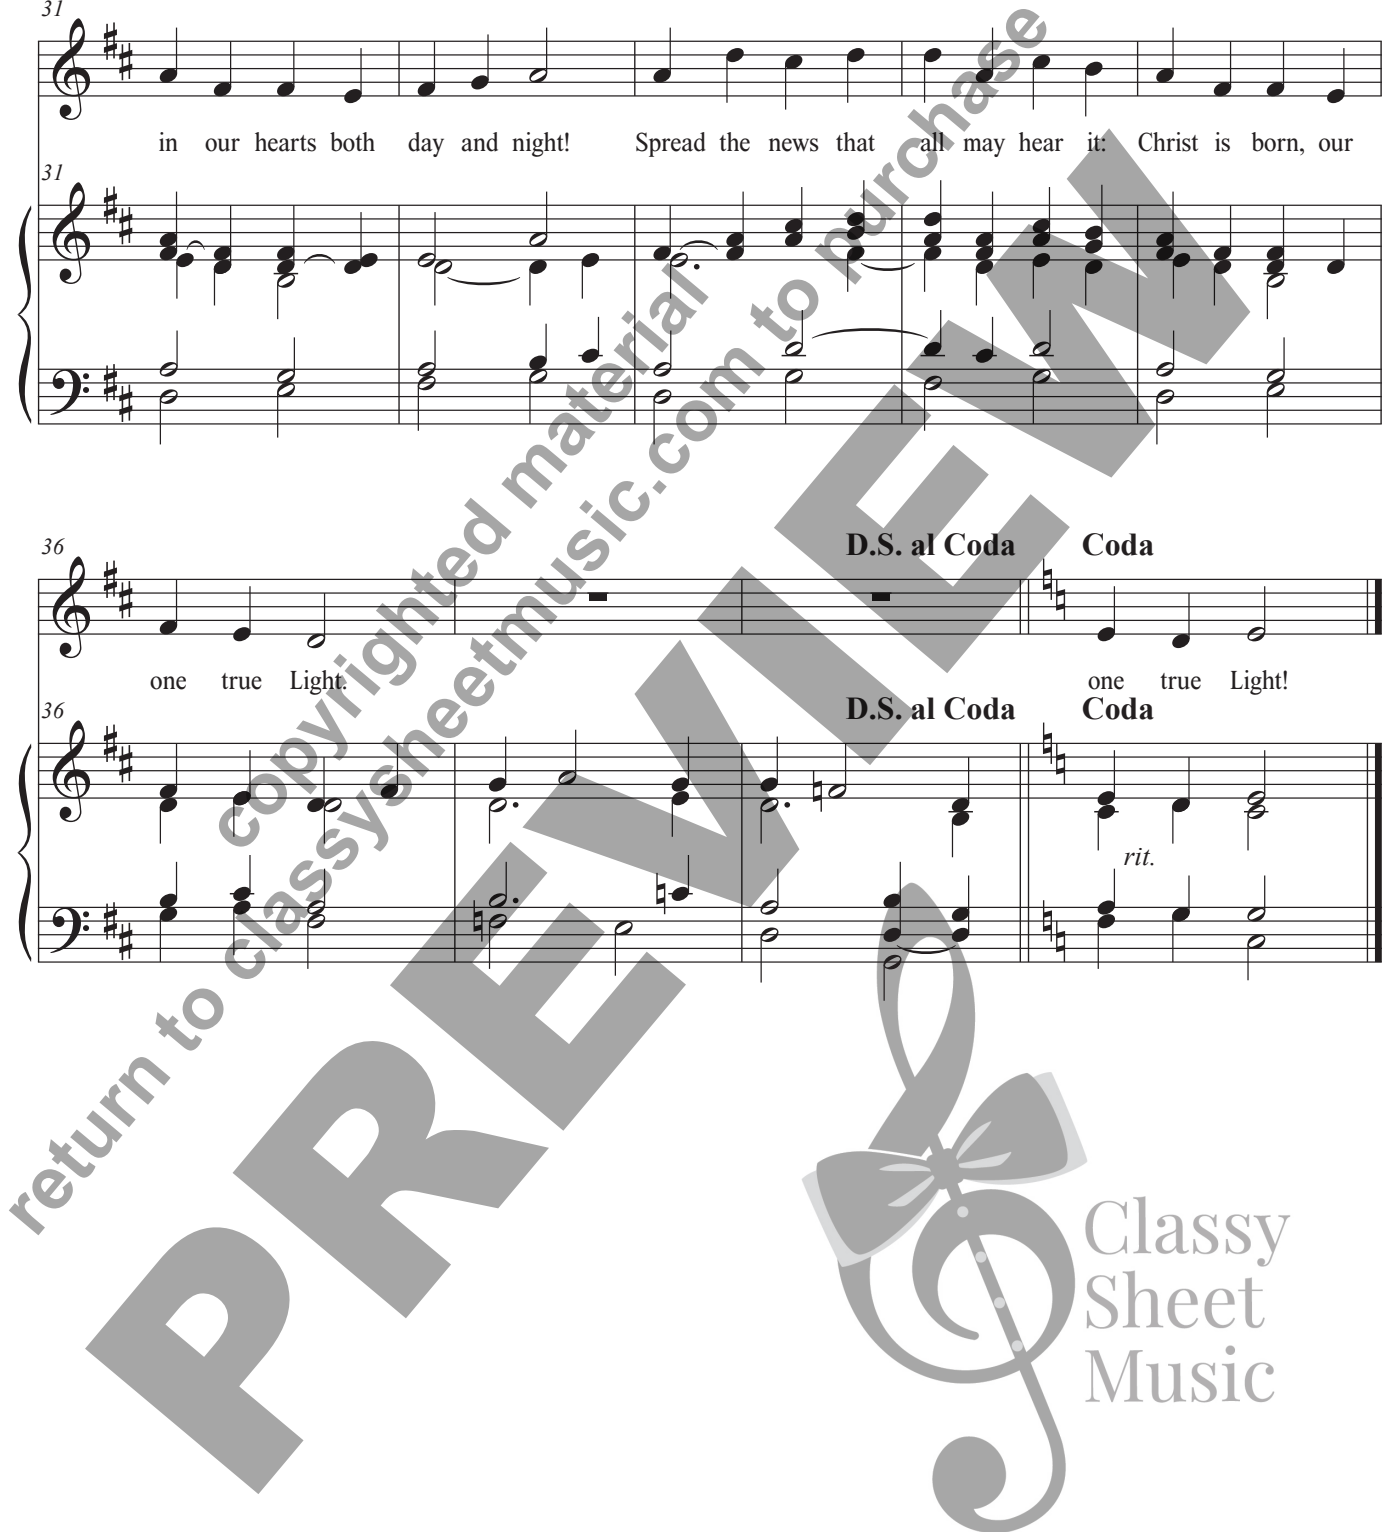 31
in our hearts both day and night! Spread the news that all may hear it: Christ is born, our
31
36
D.S. al Coda Coda
one true Light. one true Light!
36
D.S. al Coda Coda
rit.
copyrighted material
return to classysheetmusic.com to purchase
PREVIEW
Classy
Sheet
Music